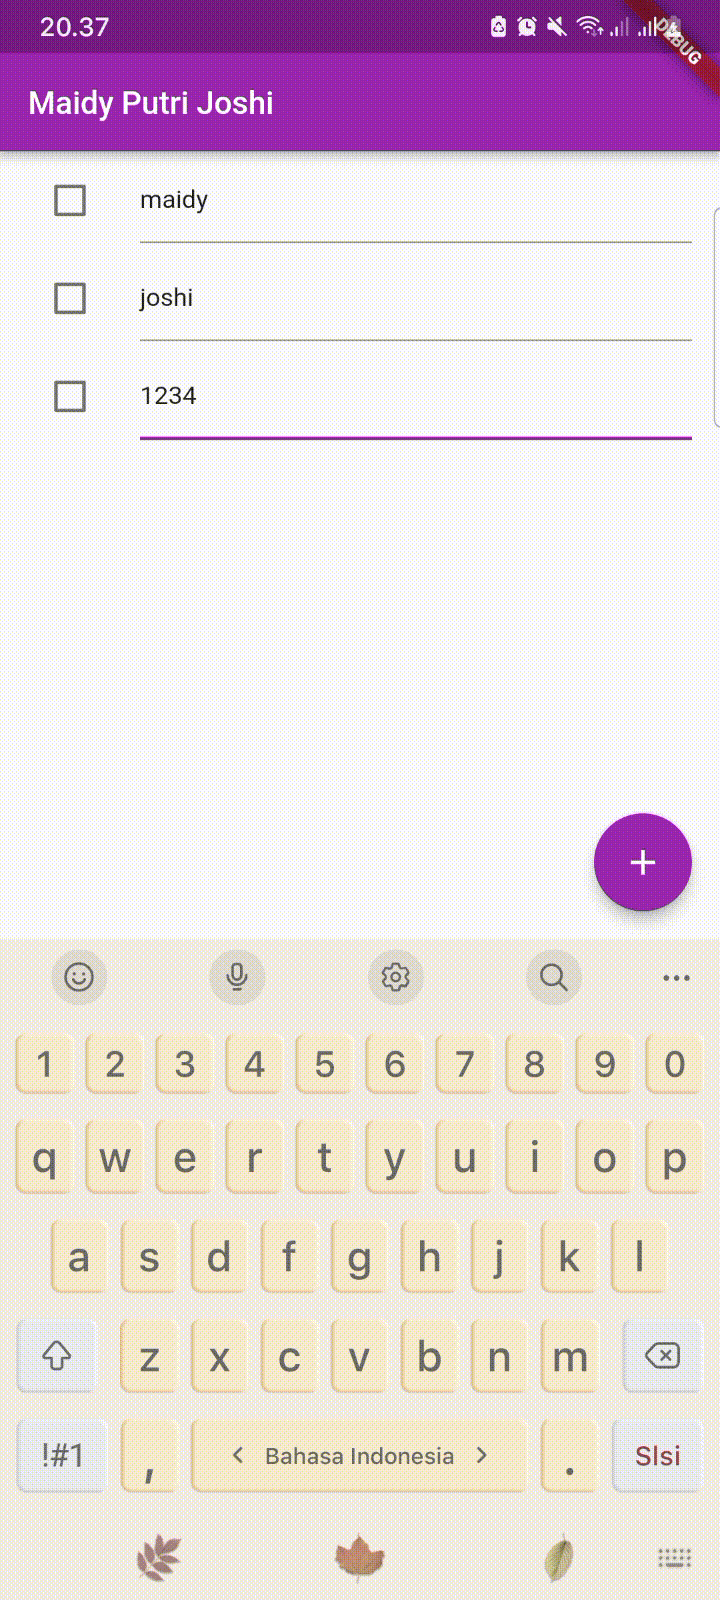 20.37
DEBUG
Maidy Putri Joshi
maidy
joshi
1234
+
1 2 3 4 5 6 7 8 9 0
q w e r t y u i o p
a s d f g h j k l
z x c v b n m
!#1 , < Bahasa Indonesia > . Slsi